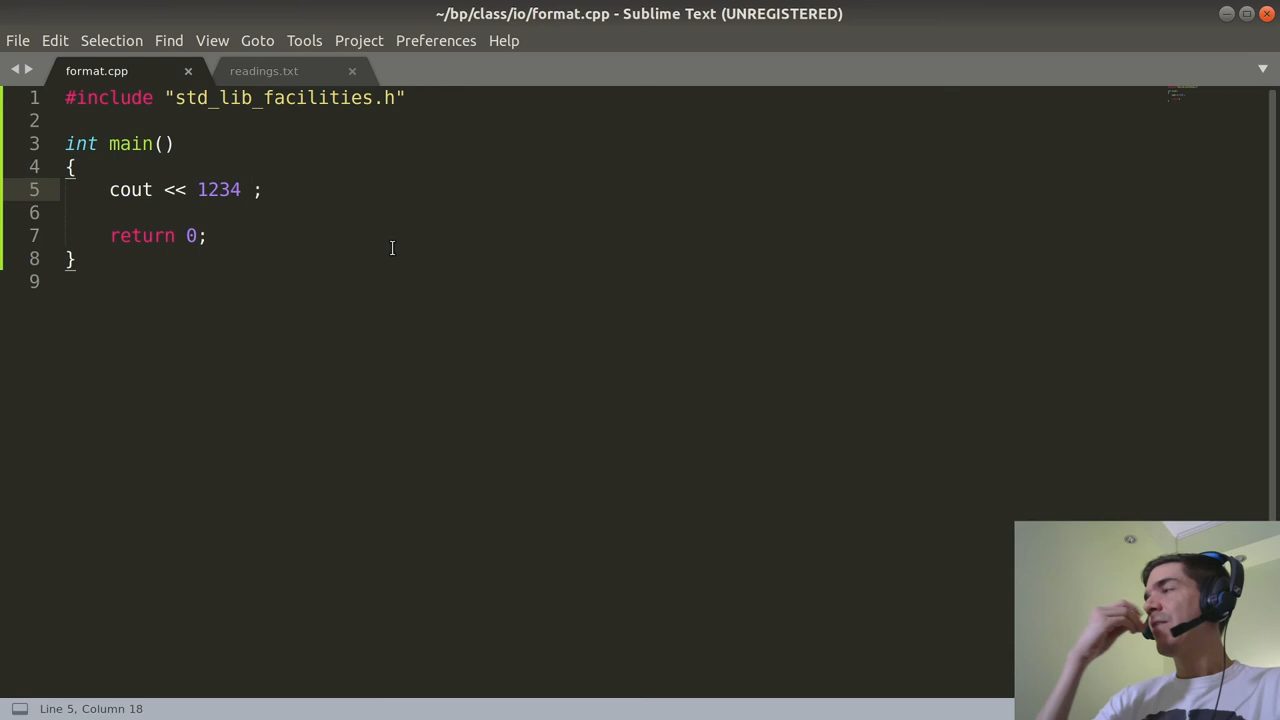 ~/bp/class/io/format.cpp - Sublime Text (UNREGISTERED)
File Edit Selection Find View Goto Tools Project Preferences Help
format.cpp × readings.txt ×
1 #include "std_lib_facilities.h"
2
3 int main()
4 {
5 cout << 1234 ;
6
7 return 0;
8 }
9
Line 5, Column 18